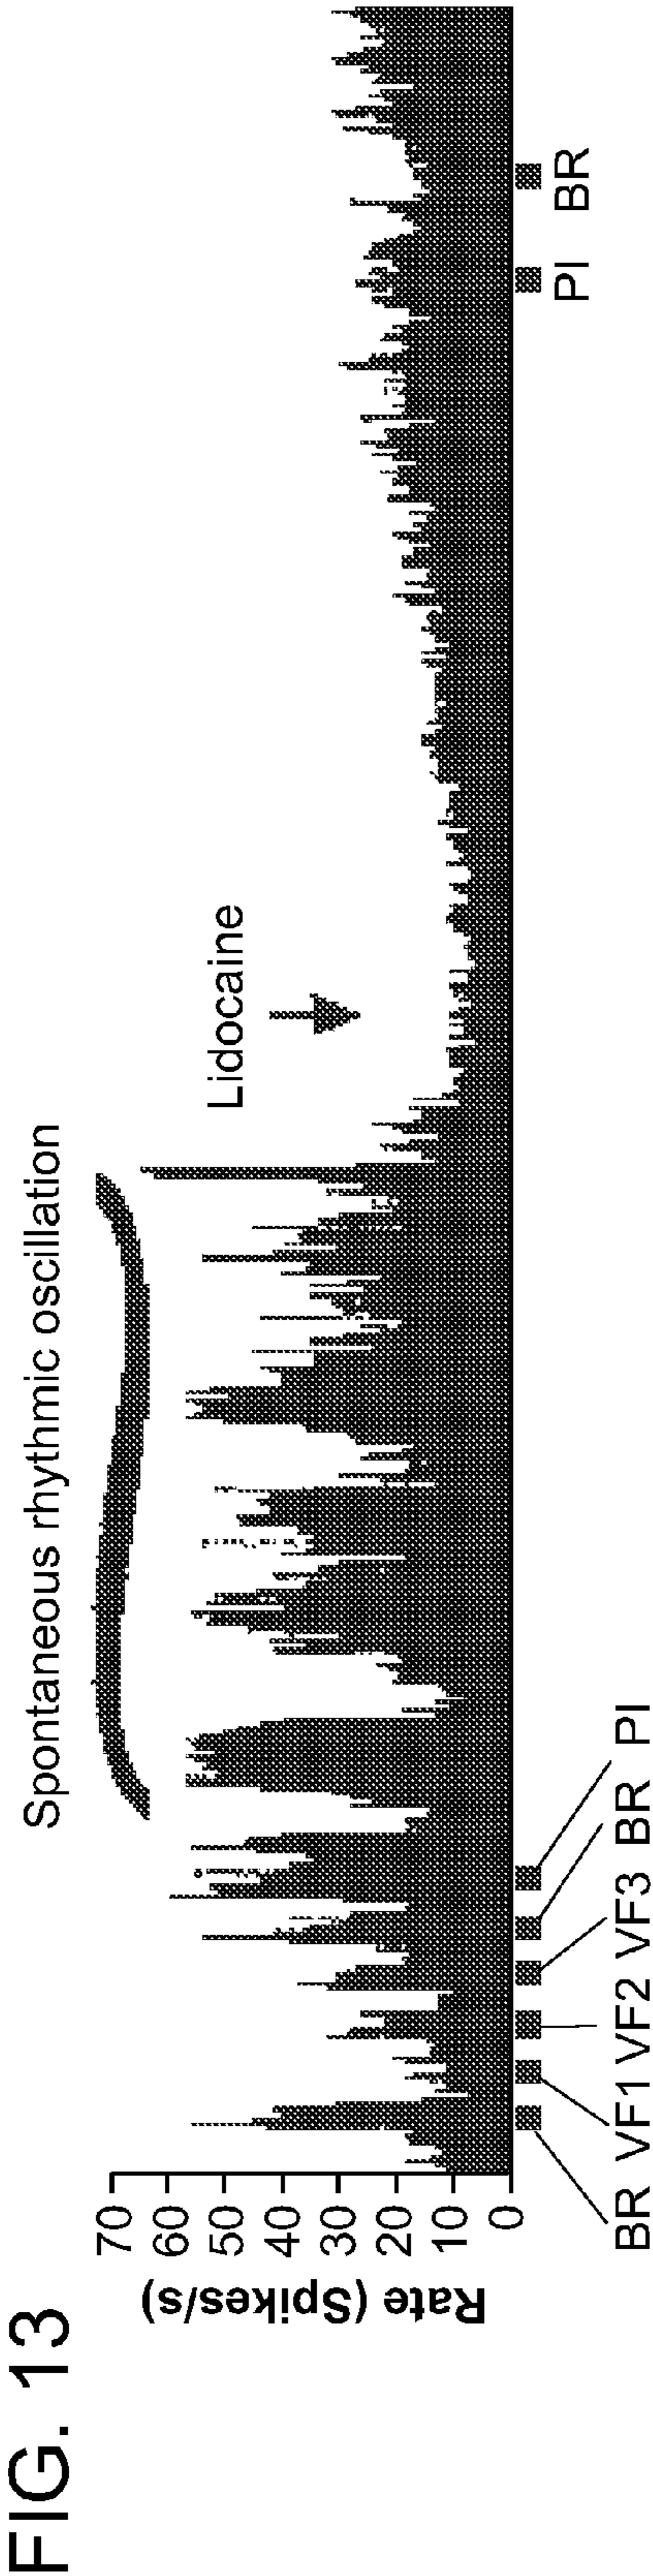 FIG. 13
Spontaneous rhythmic oscillation
Lidocaine
Rate (Spikes/s)
70
60
50
40
30
20
10
0
BR VF1 VF2 VF3 BR PI
PI BR